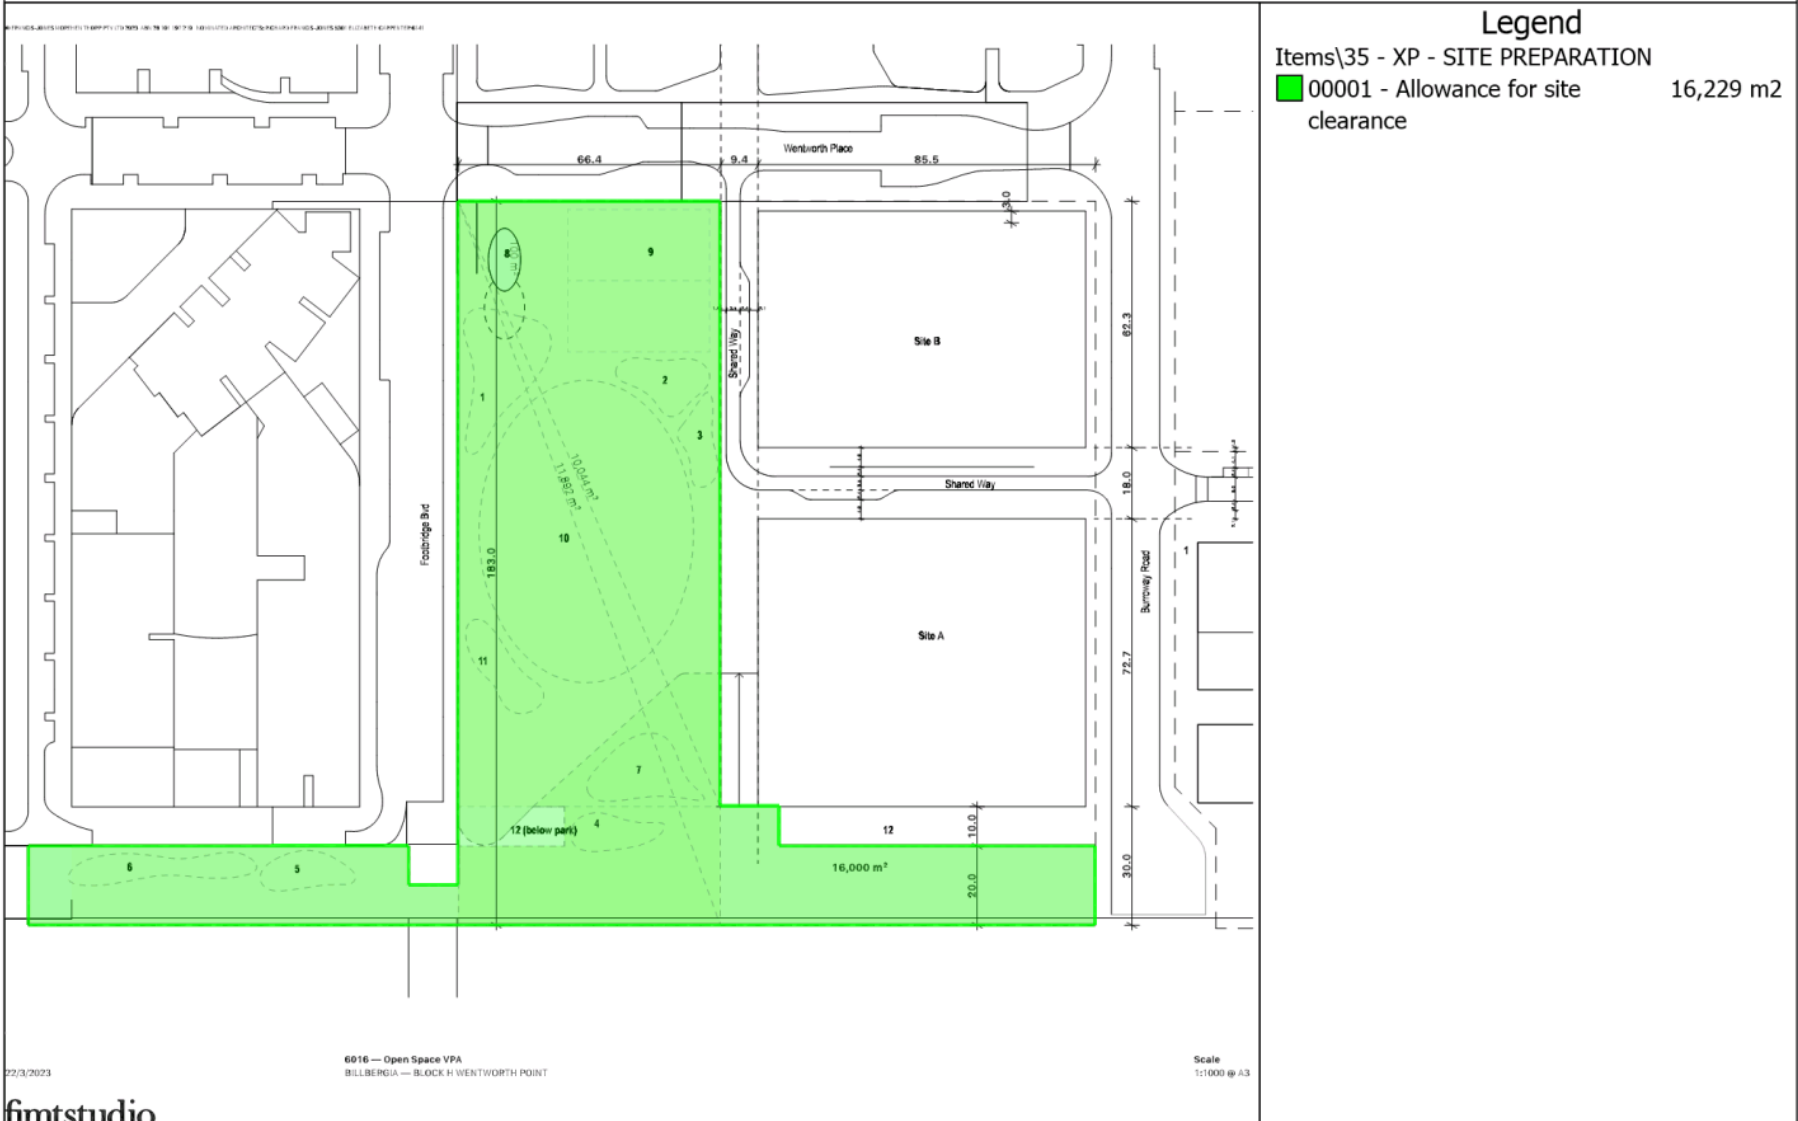 Legend
Items\35 - XP - SITE PREPARATION
00001 - Allowance for site 16,229 m2
clearance
Wentworth Place
66.4
9.4
85.5
3.0
8
9
62.3
Site B
Shared Way
2
1
3
10,044 m²
11,892 m²
Shared Way
18.0
Footbridge Bvd
10
183.0
1
Burroway Road
Site A
11
72.7
7
4
12 (below park)
12
10.0
6
5
16,000 m²
20.0
30.0
6016 — Open Space VPA
BILLBERGIA — BLOCK H WENTWORTH POINT
22/3/2023
Scale
1:1000 @ A3
fjmtstudio